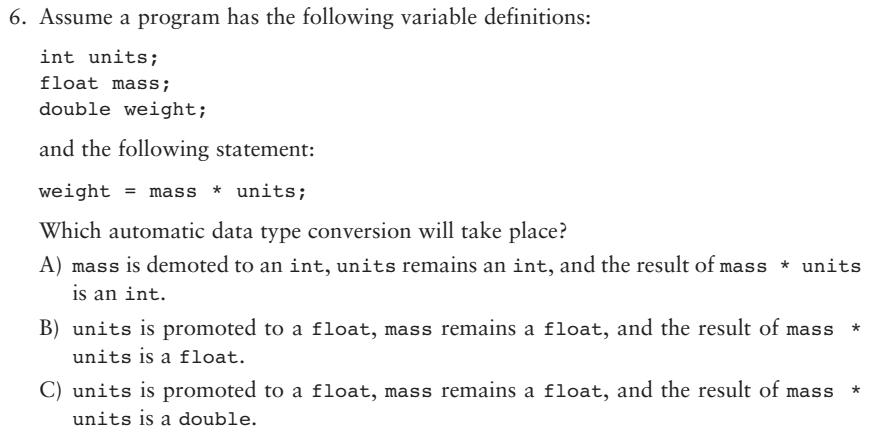 6. Assume a program has the following variable definitions:
int units;
float mass;
double weight;
and the following statement:
weight = mass * units;
Which automatic data type conversion will take place?
A) mass is demoted to an int, units remains an int, and the result of mass * units
is an int.
B) units is promoted to a float, mass remains a float, and the result of mass *
units is a float.
C) units is promoted to a float, mass remains a float, and the result of mass *
units is a double.